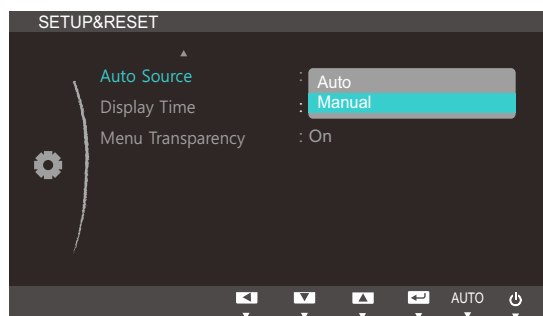 SETUP&RESET
Auto Source : Auto
Manual
Display Time :
Menu Transparency : On
AUTO